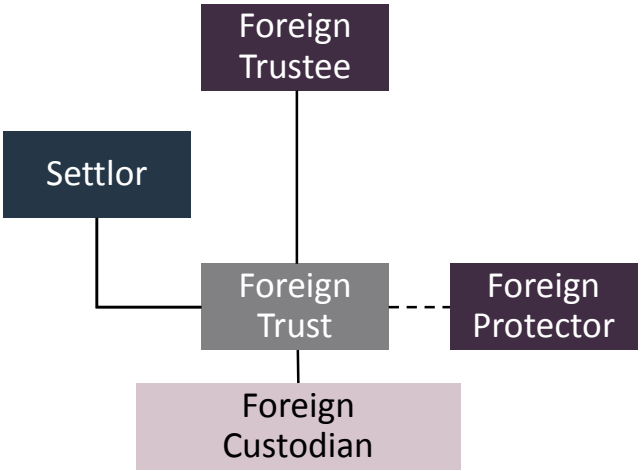 Foreign
Trustee
Settlor
Foreign
Trust
Foreign
Protector
Foreign
Custodian